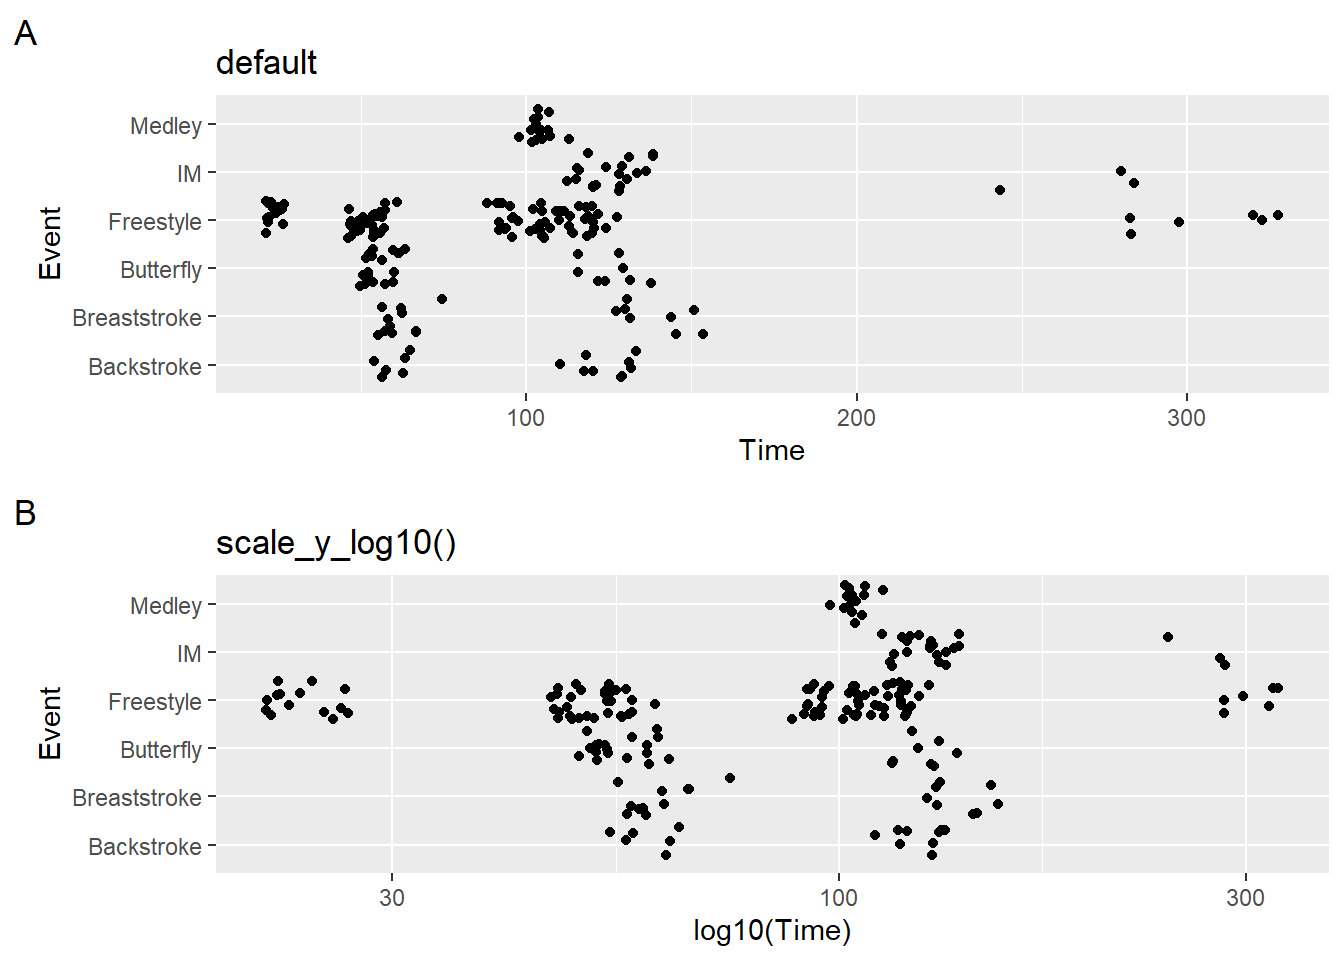 A
default
Medley
IM
Freestyle
Butterfly
Breaststroke
Backstroke
Event
100 200 300
Time
B
scale_y_log10()
Medley
IM
Freestyle
Butterfly
Breaststroke
Backstroke
Event
30 100 300
log10(Time)